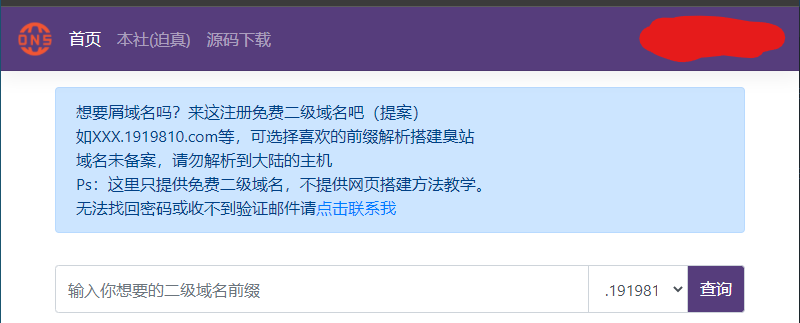 DNS 首页 本社(迫真) 源码下载
想要屑域名吗？来这注册免费二级域名吧（提案）
如XXX.1919810.com等，可选择喜欢的前缀解析搭建臭站
域名未备案，请勿解析到大陆的主机
Ps：这里只提供免费二级域名，不提供网页搭建方法教学。
无法找回密码或收不到验证邮件请点击联系我
输入你想要的二级域名前缀 .191981 查询